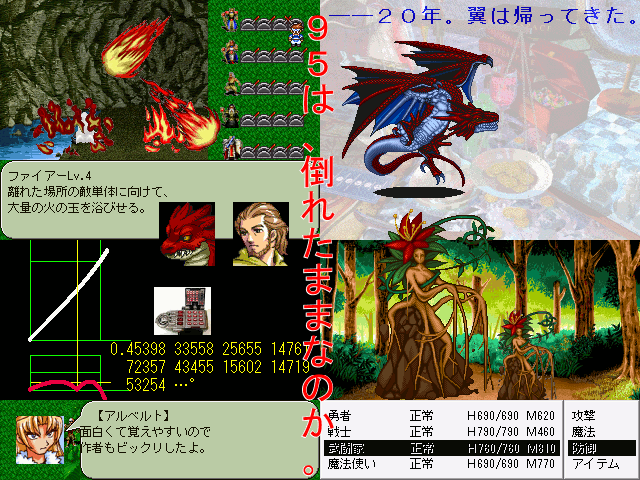 ――２０年。翼は帰ってきた。
９５は、倒れたままなのか。
ファイアーLv.4
離れた場所の敵単体に向けて、
大量の火の玉を浴びせる。
0.45398 33558 25655 14767
72357 43455 15602 14719
53254 …°
【アルベルト】
面白くて覚えやすいので
作者もビックリしたよ。
勇者 正常 H690/690 M620 攻撃
戦士 正常 H790/790 M460 魔法
武闘家 正常 H760/760 M810 防御
魔法使い 正常 H690/690 M770 アイテム